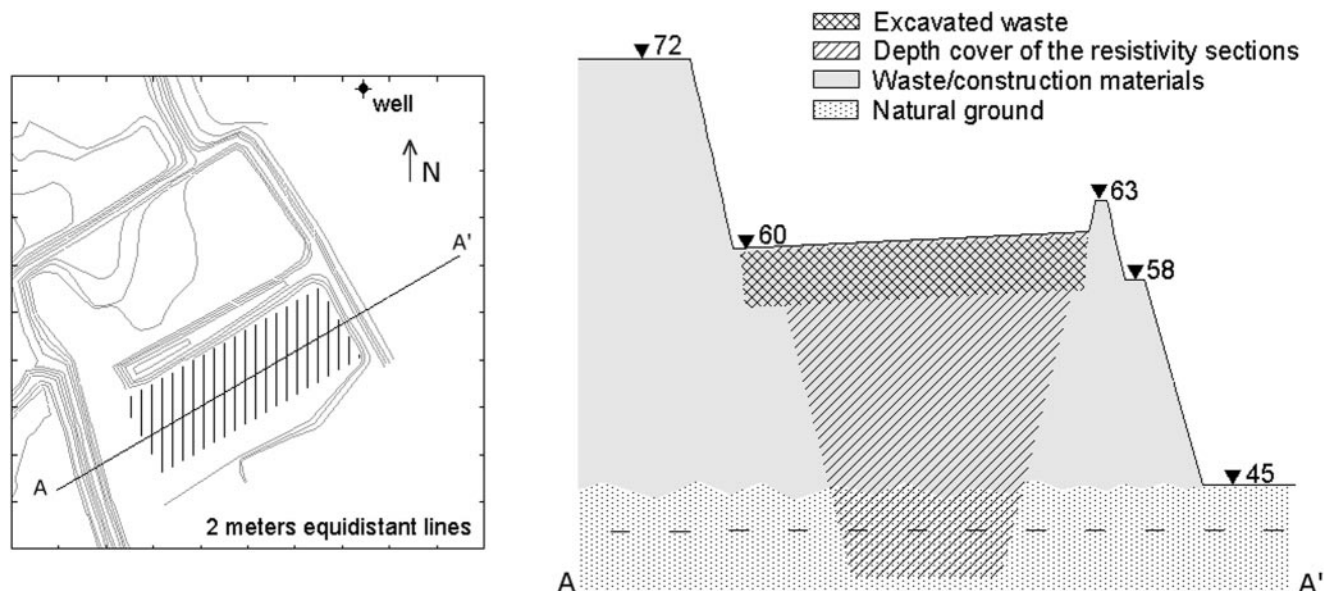 well
N
A'
A
2 meters equidistant lines
Excavated waste
Depth cover of the resistivity sections
Waste/construction materials
Natural ground
72
60
63
58
45
A
A'